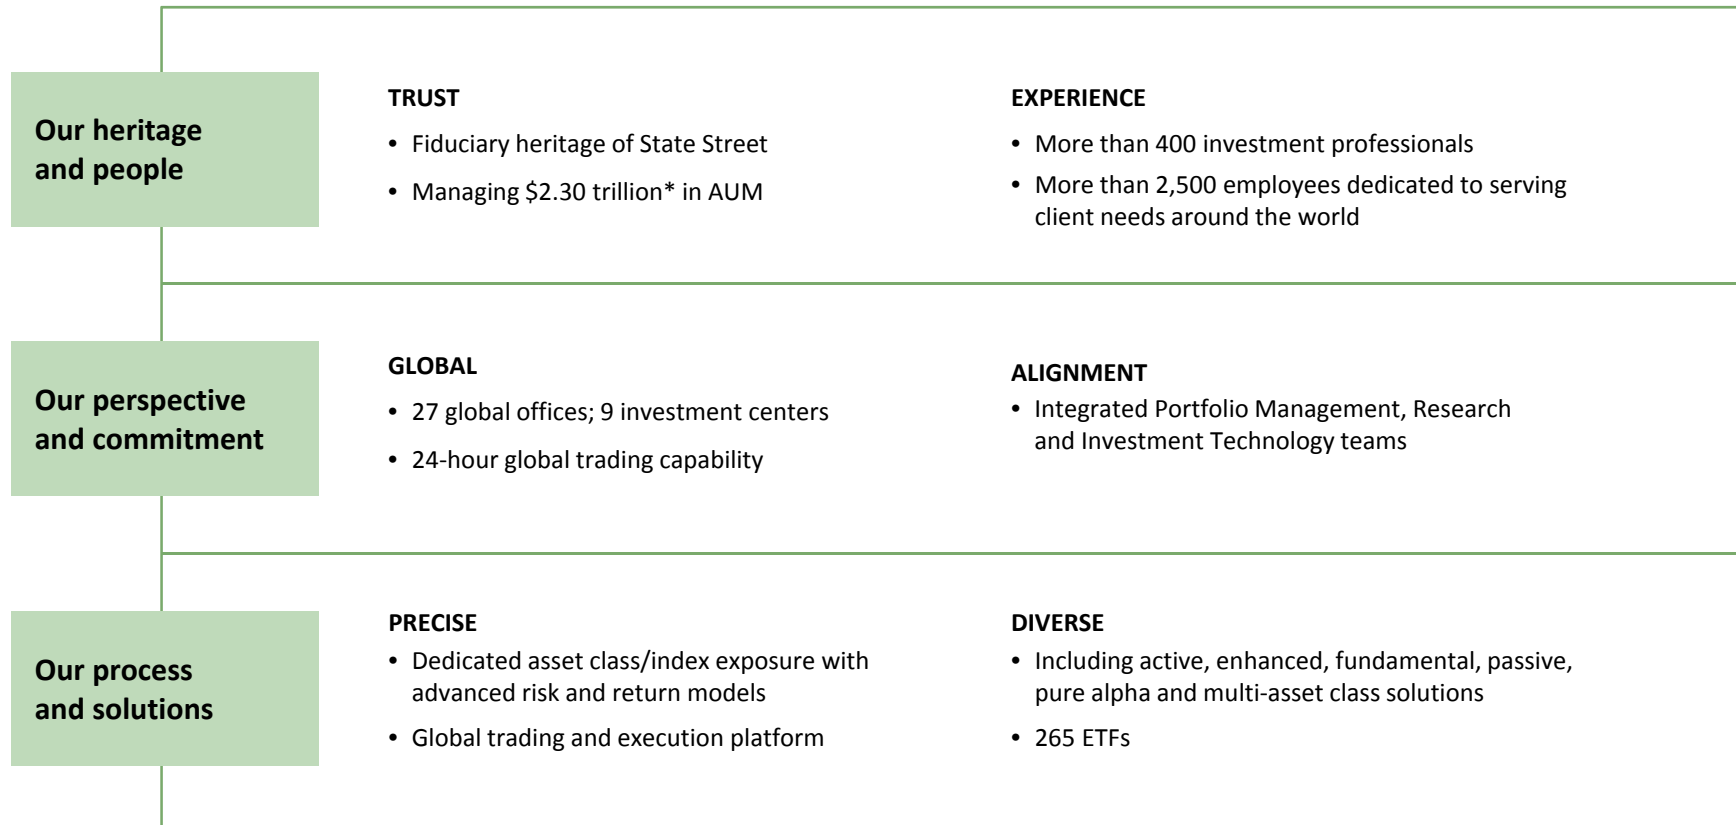 Our heritage
and people
TRUST
• Fiduciary heritage of State Street
• Managing $2.30 trillion* in AUM
EXPERIENCE
• More than 400 investment professionals
• More than 2,500 employees dedicated to serving
client needs around the world
Our perspective
and commitment
GLOBAL
• 27 global offices; 9 investment centers
• 24-hour global trading capability
ALIGNMENT
• Integrated Portfolio Management, Research
and Investment Technology teams
Our process
and solutions
PRECISE
• Dedicated asset class/index exposure with
advanced risk and return models
• Global trading and execution platform
DIVERSE
• Including active, enhanced, fundamental, passive,
pure alpha and multi-asset class solutions
• 265 ETFs